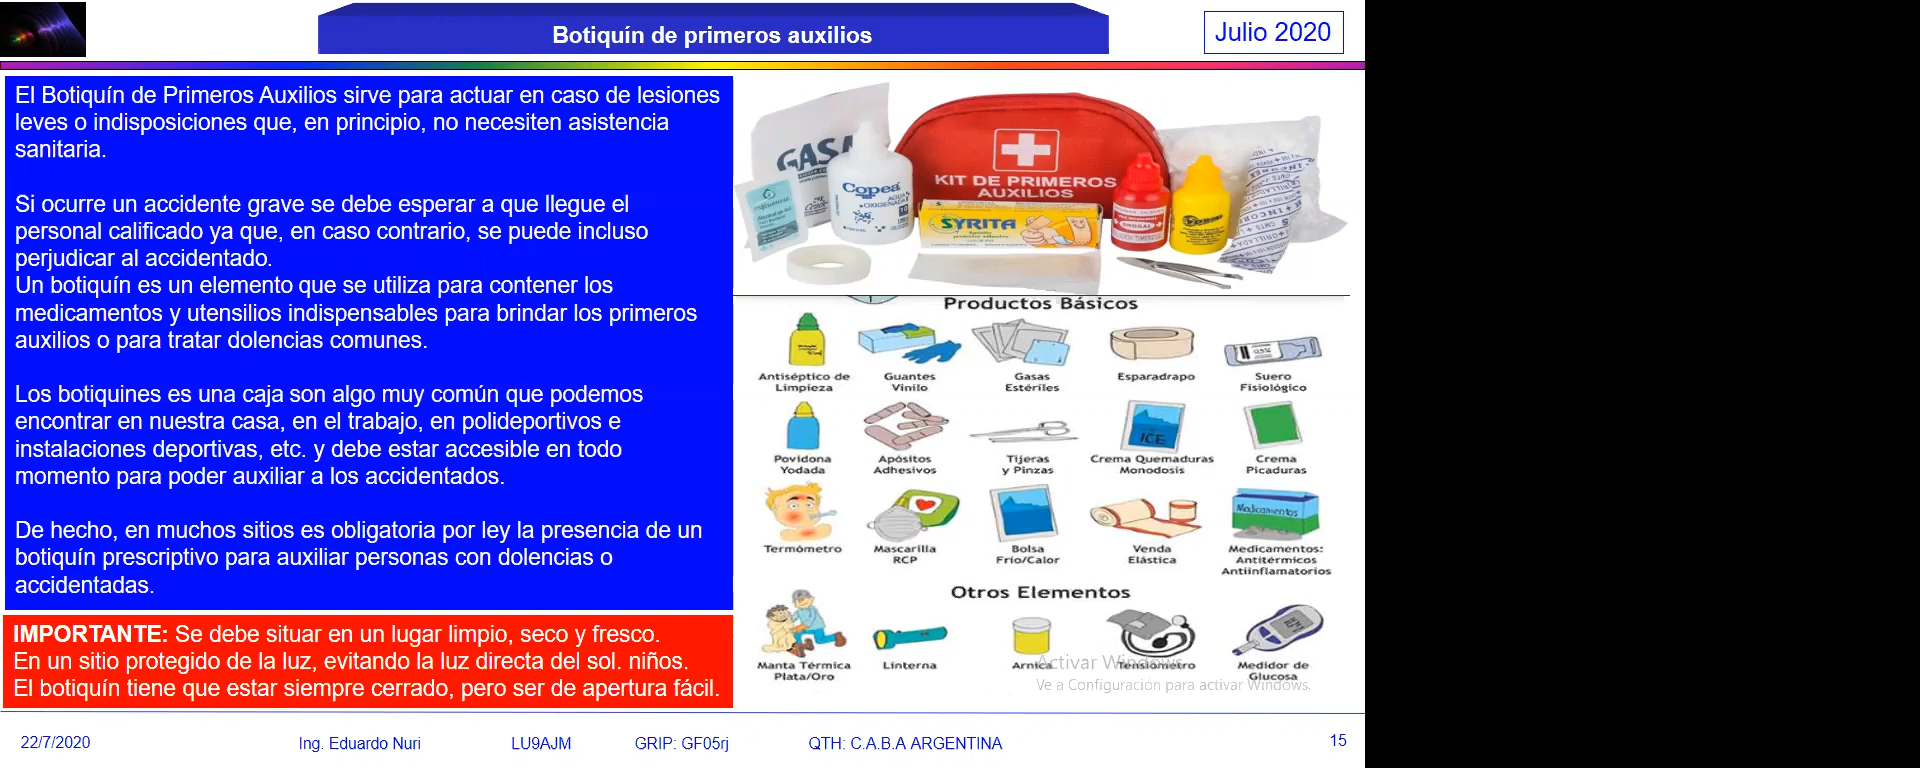 Botiquín de primeros auxilios
Julio 2020
El Botiquín de Primeros Auxilios sirve para actuar en caso de lesiones
leves o indisposiciones que, en principio, no necesiten asistencia
sanitaria.
Si ocurre un accidente grave se debe esperar a que llegue el
personal calificado ya que, en caso contrario, se puede incluso
perjudicar al accidentado.
Un botiquín es un elemento que se utiliza para contener los
medicamentos y utensilios indispensables para brindar los primeros
auxilios o para tratar dolencias comunes.
Los botiquines es una caja son algo muy común que podemos
encontrar en nuestra casa, en el trabajo, en polideportivos e
instalaciones deportivas, etc. y debe estar accesible en todo
momento para poder auxiliar a los accidentados.
De hecho, en muchos sitios es obligatoria por ley la presencia de un
botiquín prescriptivo para auxiliar personas con dolencias o
accidentadas.
IMPORTANTE: Se debe situar en un lugar limpio, seco y fresco.
En un sitio protegido de la luz, evitando la luz directa del sol. niños.
El botiquín tiene que estar siempre cerrado, pero ser de apertura fácil.
GASA
Copea
AGUA
OXIGENADA
10
KIT DE PRIMEROS
AUXILIOS
SYRITA
Productos Básicos
Antiséptico de
Limpieza
Guantes
Vinilo
Gasas
Estériles
Esparadrapo
Suero
Fisiológico
Povidona
Yodada
Apósitos
Adhesivos
Tijeras
y Pinzas
ICE
Crema Quemaduras
Monodosis
Crema
Picaduras
Termómetro
Mascarilla
RCP
Bolsa
Frío/Calor
Venda
Elástica
Medicamentos
Medicamentos:
Antitérmicos
Antiinflamatorios
Otros Elementos
Manta Térmica
Plata/Oro
Linterna
Arnica
Tensiómetro
Medidor de
Glucosa
Activar Windows
Ve a Configuración para activar Windows.
22/7/2020
Ing. Eduardo Nuri
LU9AJM
GRIP: GF05rj
QTH: C.A.B.A ARGENTINA
15